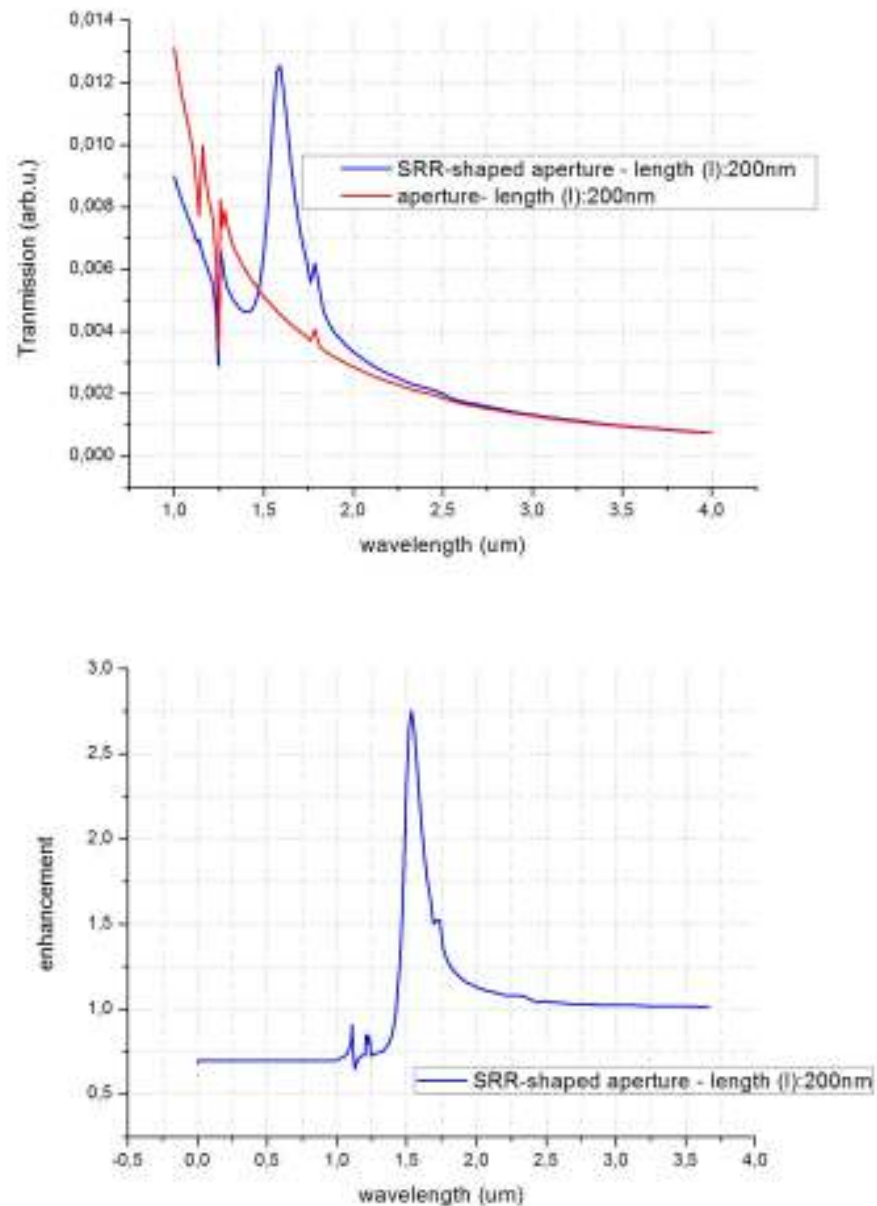 0,014
0,012
0,010
0,008
0,006
0,004
0,002
0,000
Tranmission (arb.u.)
SRR-shaped aperture - length (l):200nm
aperture- length (l):200nm
1,0 1,5 2,0 2,5 3,0 3,5 4,0
wavelength (um)
3,0
2,5
2,0
1,5
1,0
0,5
enhancement
SRR-shaped aperture - length (l):200nm
-0,5 0,0 0,5 1,0 1,5 2,0 2,5 3,0 3,5 4,0
wavelength (um)